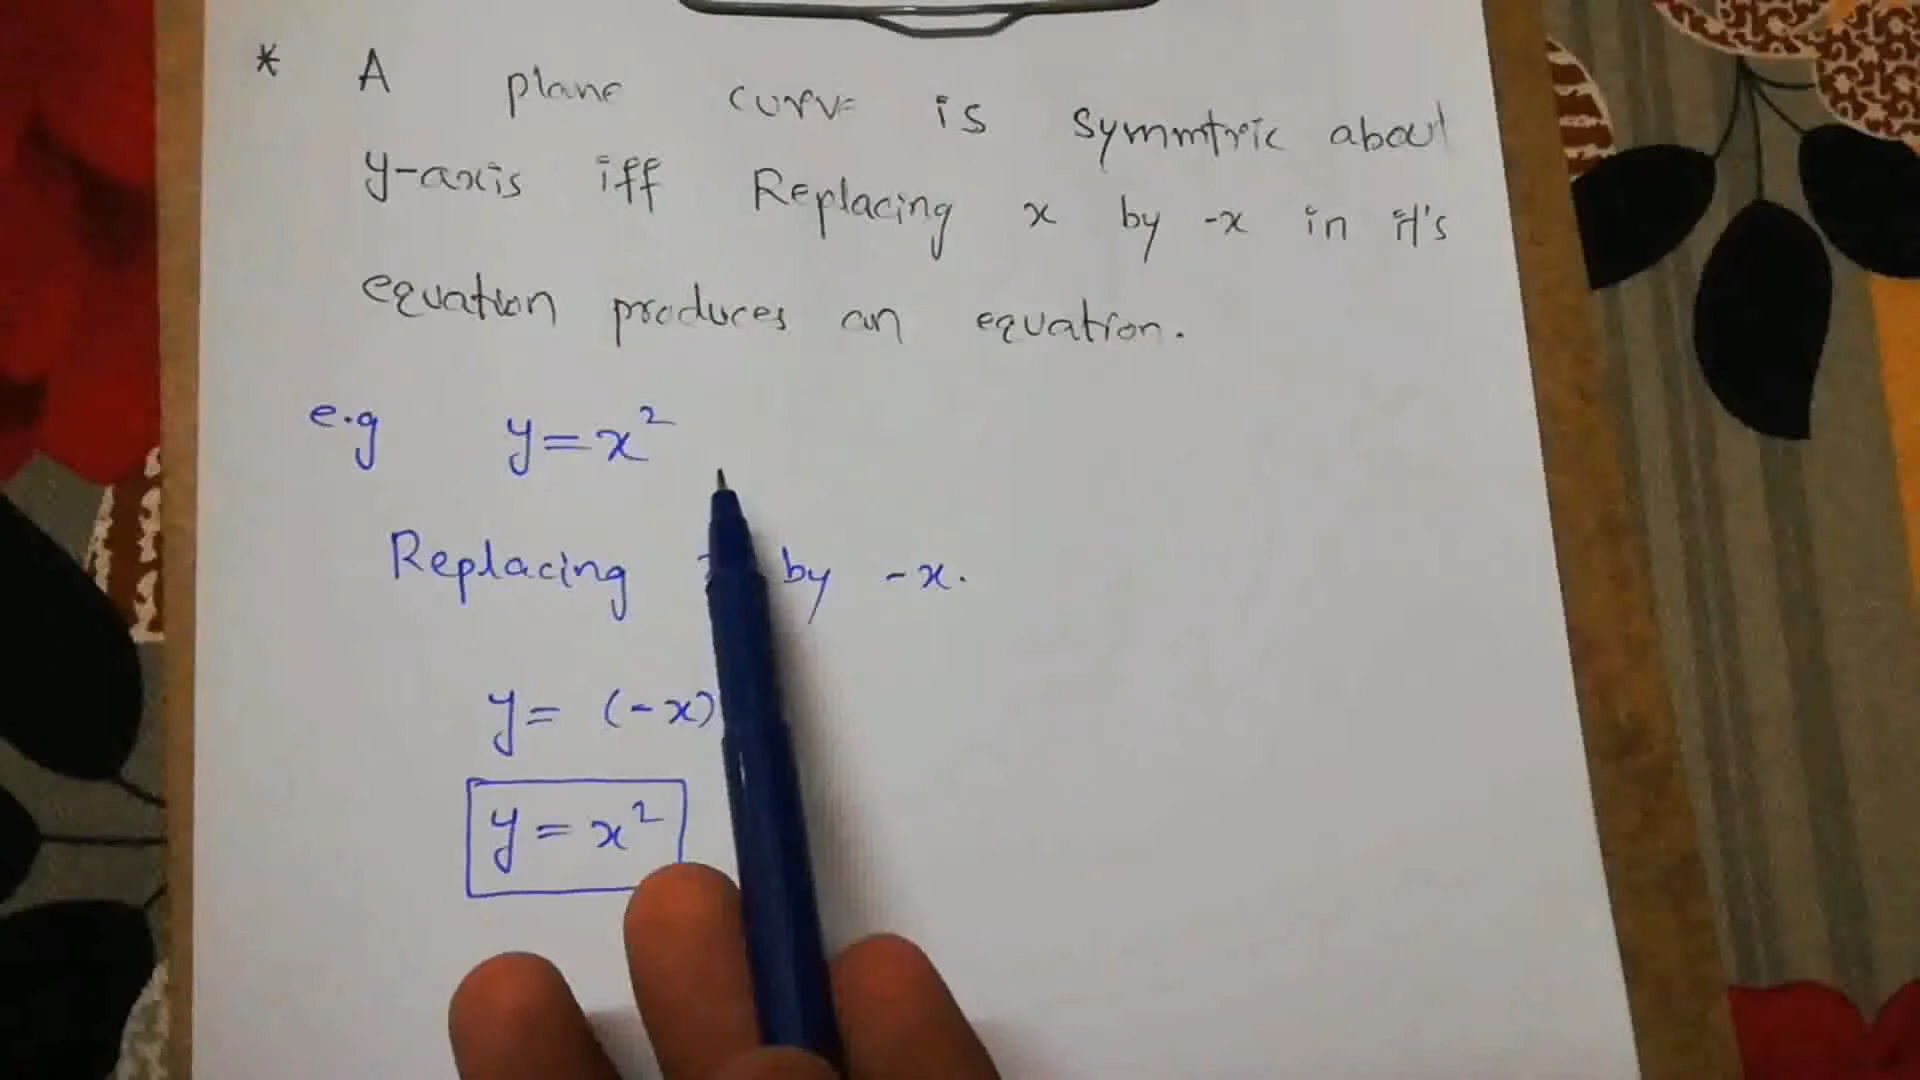 * A plane curve is symmtric about
y-axis iff Replacing x by -x in it's
equation produces an equation.
e.g y=x²
Replacing by -x.
y= (-x)
y = x²